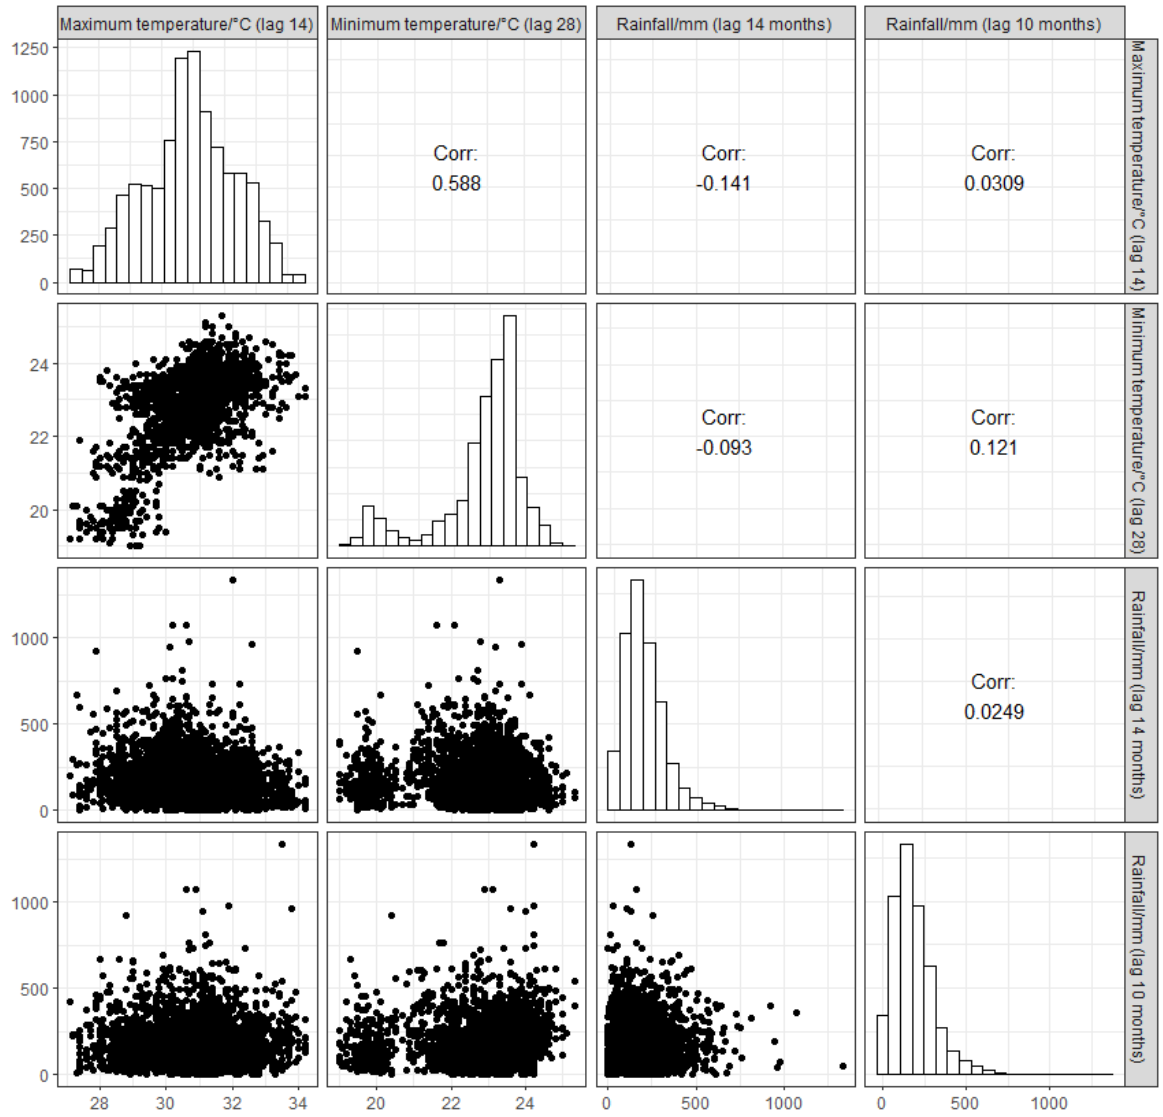 Maximum temperature/°C (lag 14)
Minimum temperature/°C (lag 28)
Rainfall/mm (lag 14 months)
Rainfall/mm (lag 10 months)
1250
1000
750
500
250
0
Corr:
0.588
Corr:
-0.141
Corr:
0.0309
Maximum temperature/°C (lag 14)
24
22
20
Corr:
-0.093
Corr:
0.121
Minimum temperature/°C (lag 28)
1000
500
0
Corr:
0.0249
Rainfall/mm (lag 14 months)
1000
500
0
Rainfall/mm (lag 10 months)
28 30 32 34
20 22 24
0 500 1000
0 500 1000